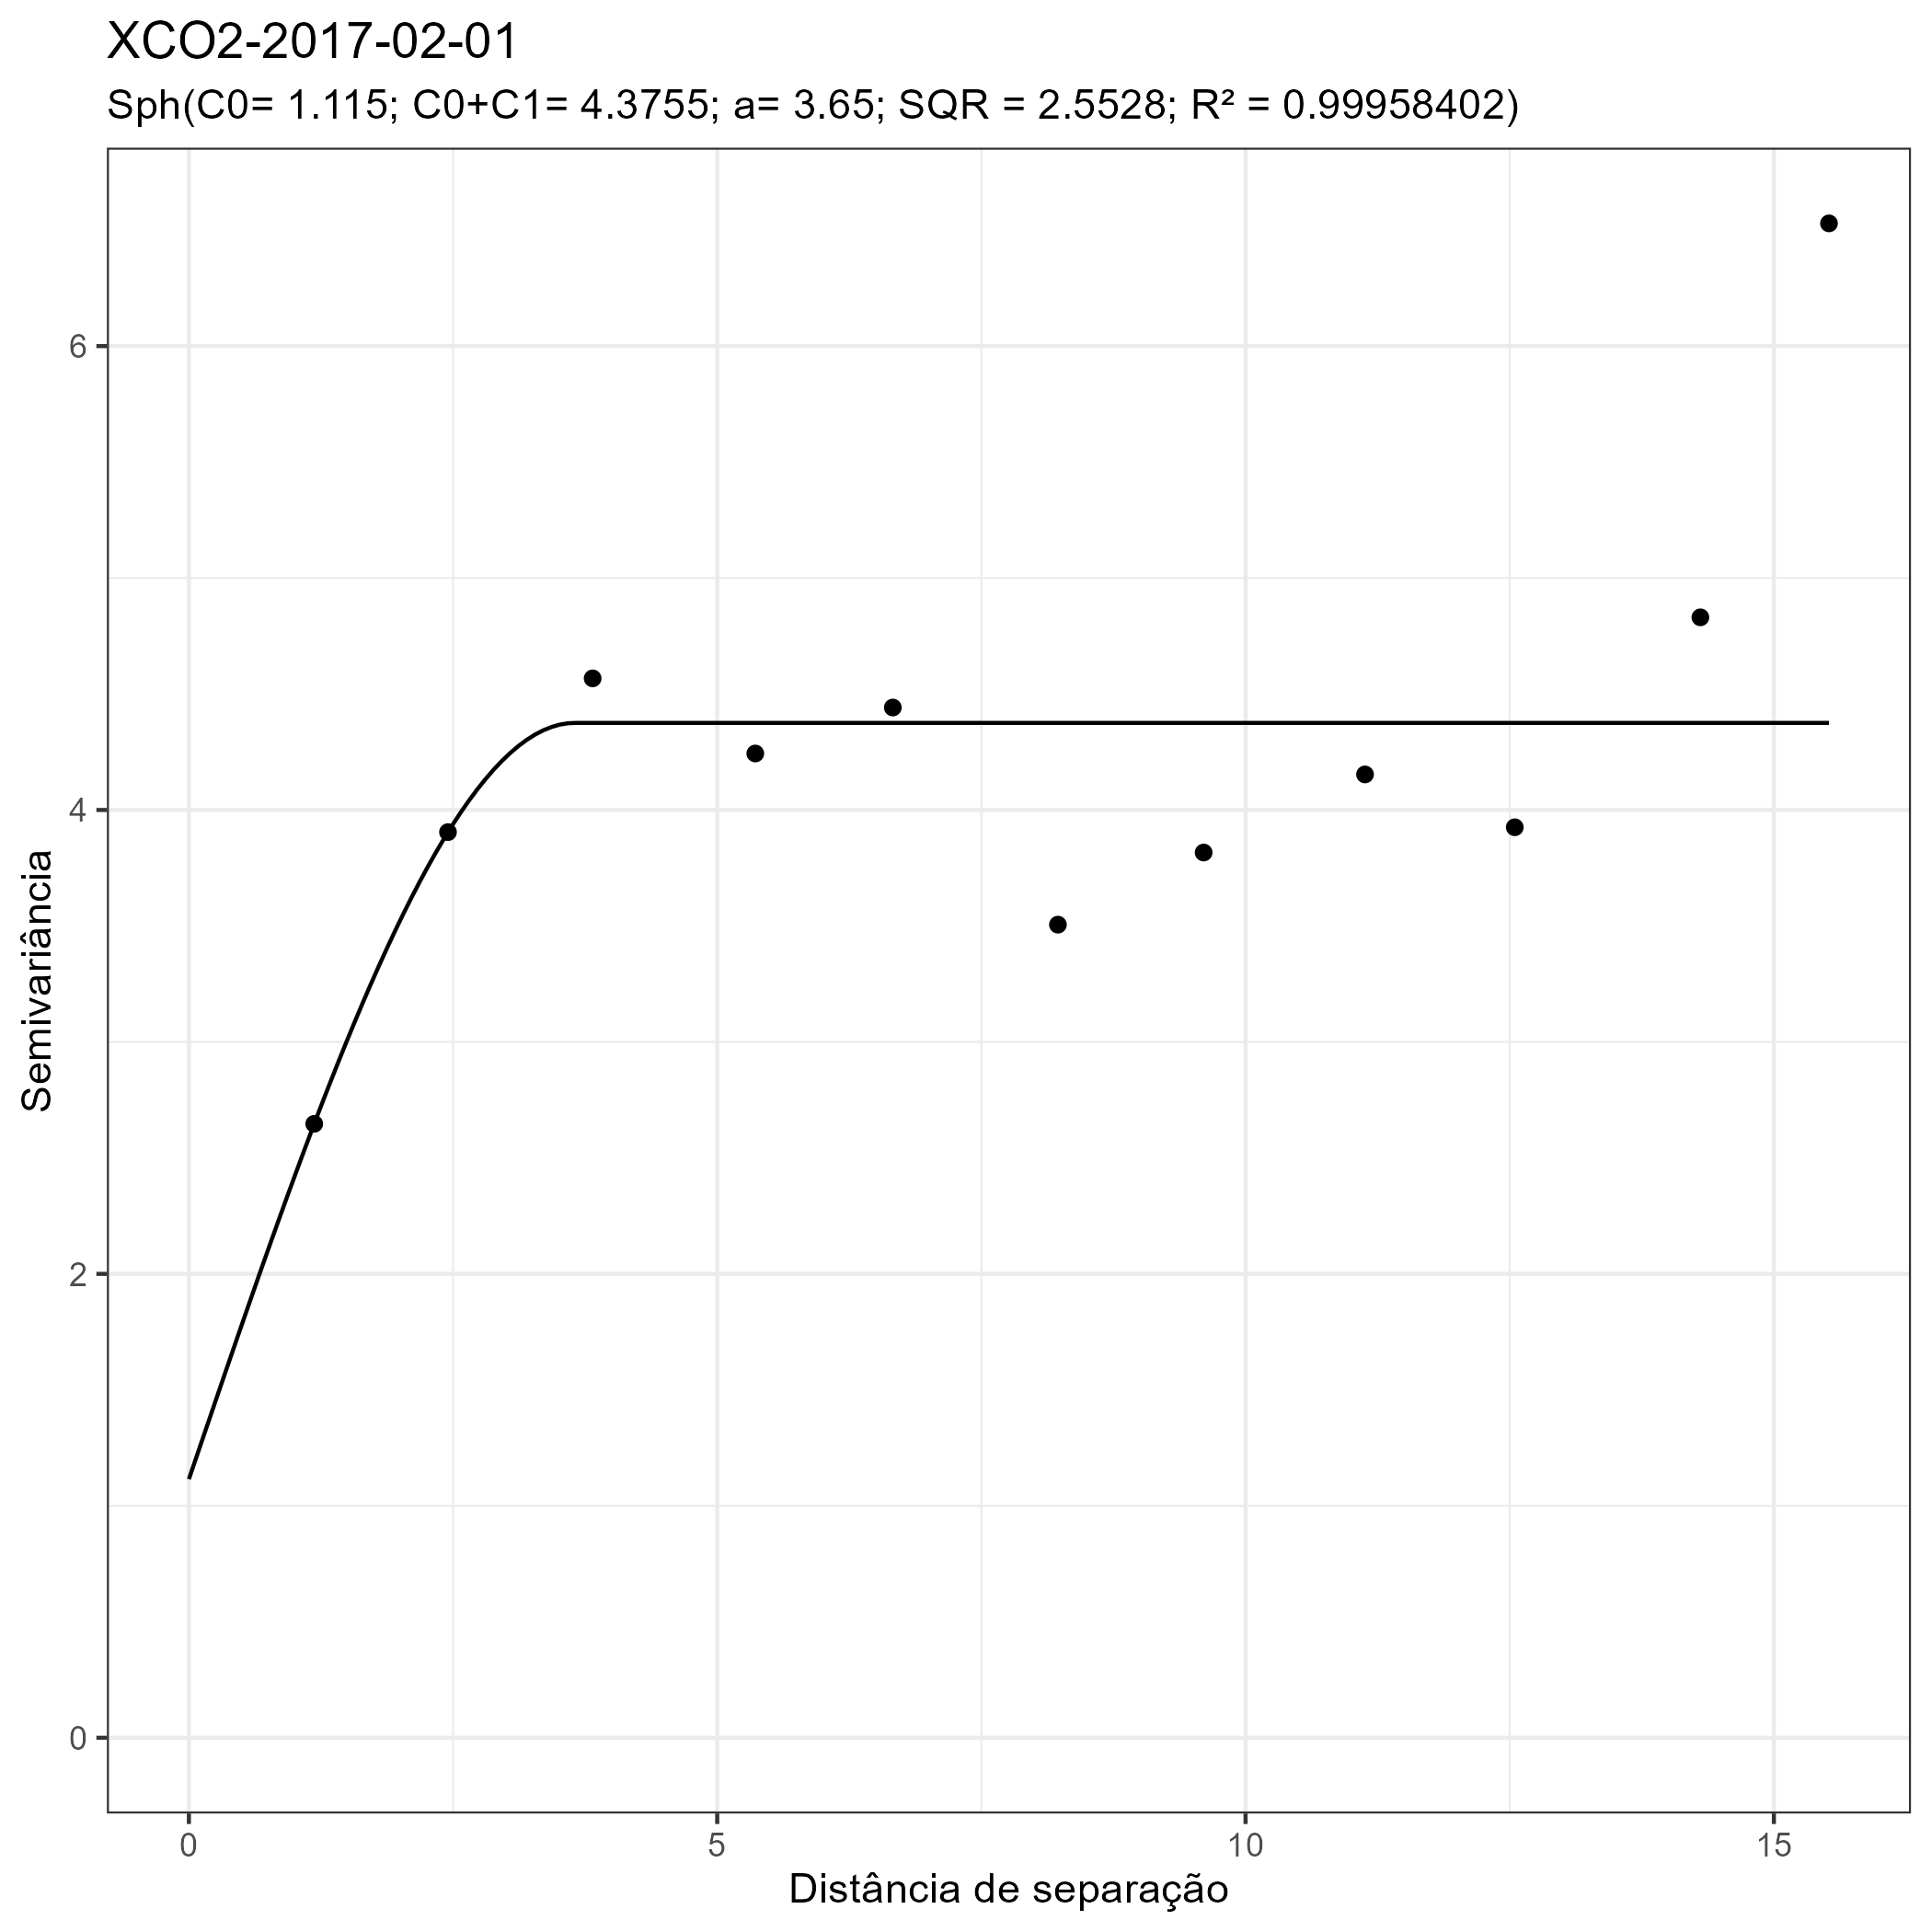 XCO2-2017-02-01
Sph(C0= 1.115; C0+C1= 4.3755; a= 3.65; SQR = 2.5528; R² = 0.99958402)
Semivariância
6
4
2
0
0 5 10 15
Distância de separação